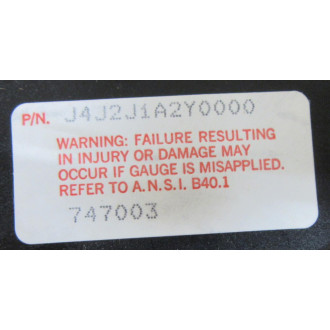 P/N. J4J2J1A2Y0000
WARNING: FAILURE RESULTING
IN INJURY OR DAMAGE MAY
OCCUR IF GAUGE IS MISAPPLIED.
REFER TO A.N.S.I. B40.1
747003